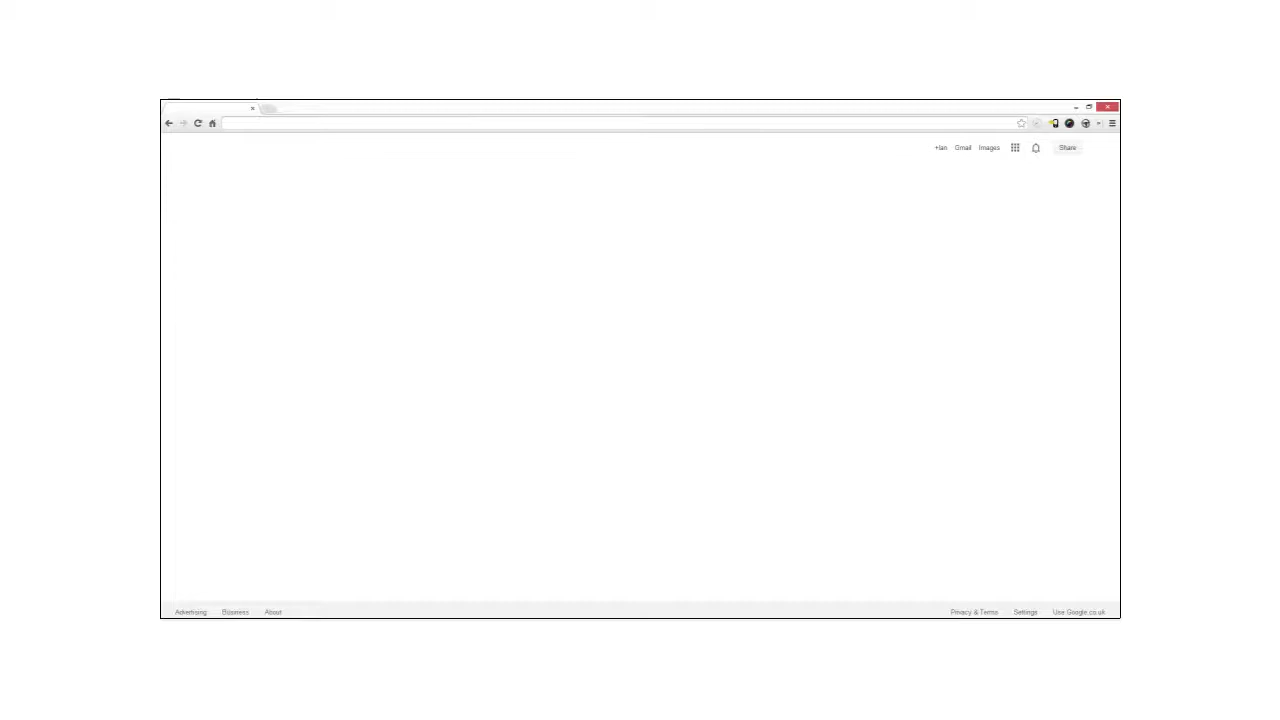 +Ian Gmail Images Share
Advertising Business About Privacy & Terms Settings Use Google.co.uk